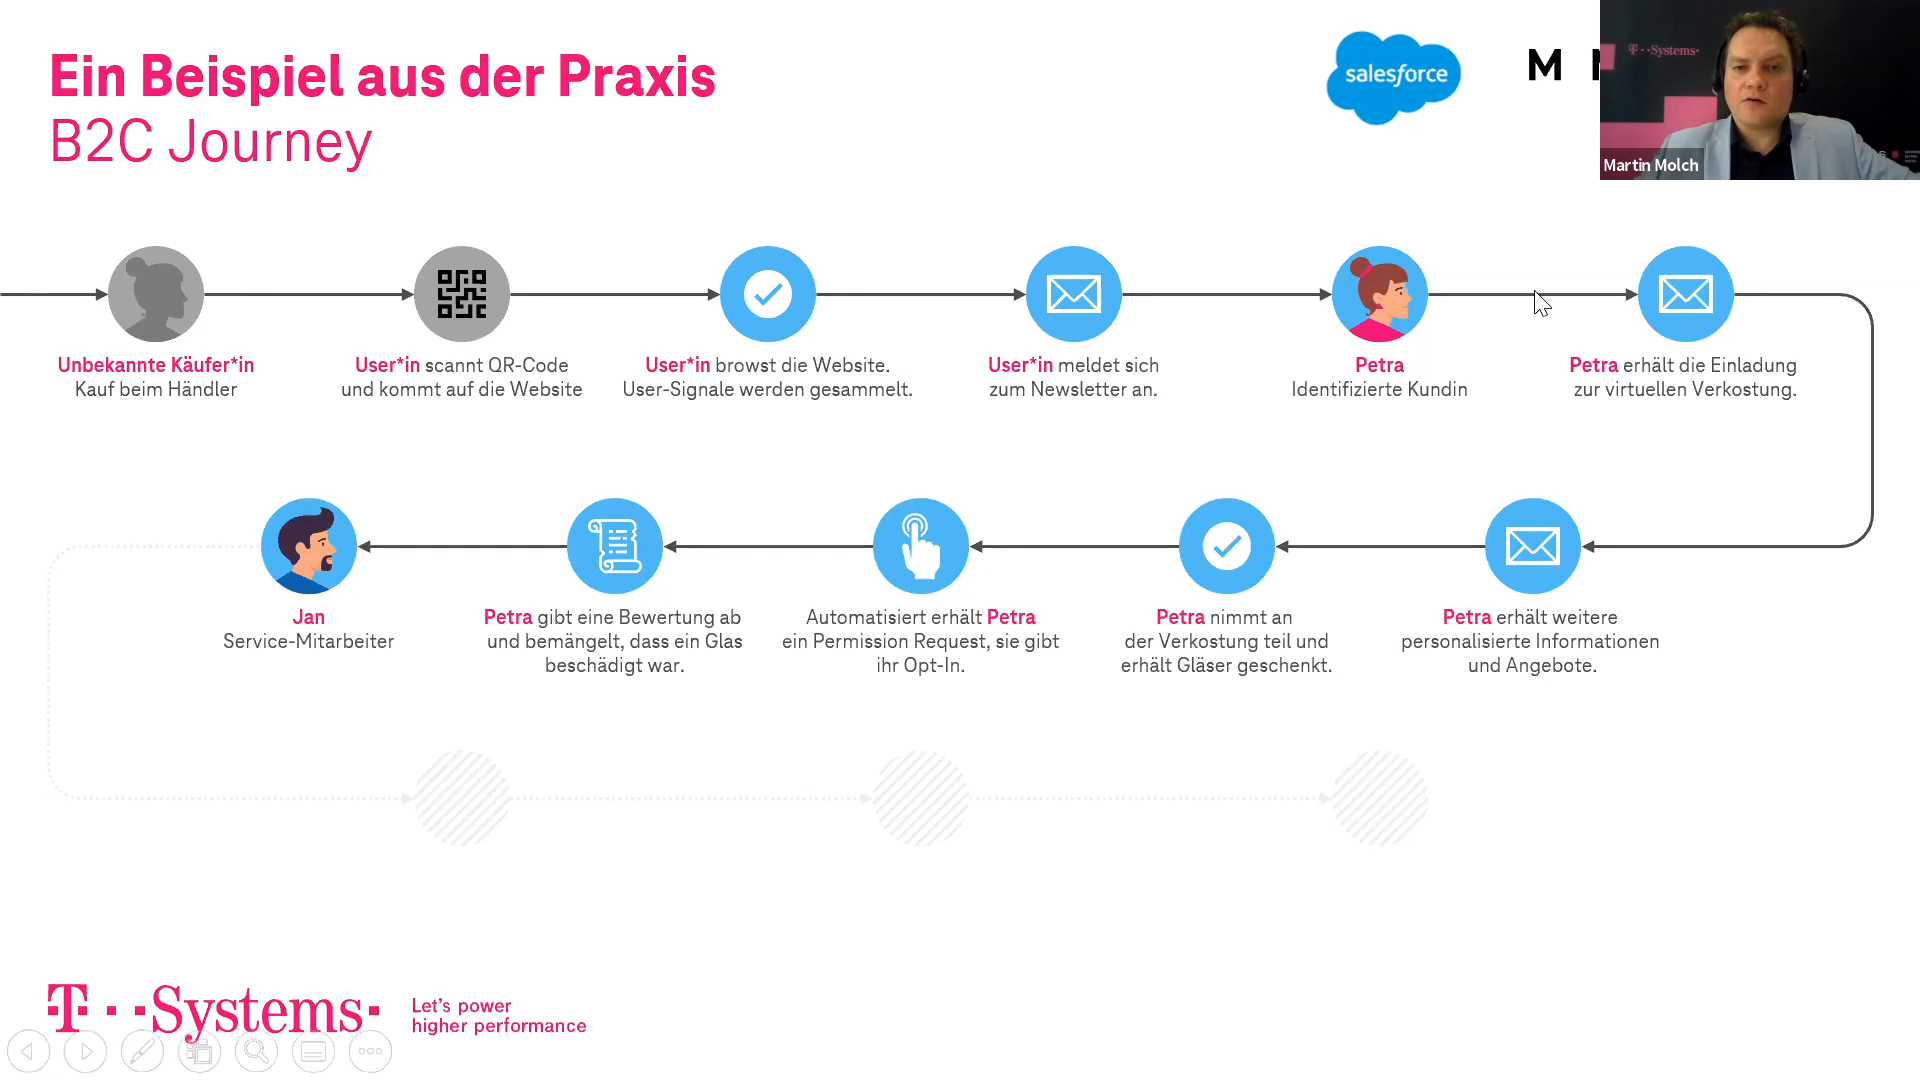 Ein Beispiel aus der Praxis
B2C Journey
salesforce
M
T··Systems·
Martin Molch
Unbekannte Käufer*in
Kauf beim Händler
User*in scannt QR-Code
und kommt auf die Website
User*in browst die Website.
User-Signale werden gesammelt.
User*in meldet sich
zum Newsletter an.
Petra
Identifizierte Kundin
Petra erhält die Einladung
zur virtuellen Verkostung.
Jan
Service-Mitarbeiter
Petra gibt eine Bewertung ab
und bemängelt, dass ein Glas
beschädigt war.
Automatisiert erhält Petra
ein Permission Request, sie gibt
ihr Opt-In.
Petra nimmt an
der Verkostung teil und
erhält Gläser geschenkt.
Petra erhält weitere
personalisierte Informationen
und Angebote.
T··Systems·
Let's power
higher performance